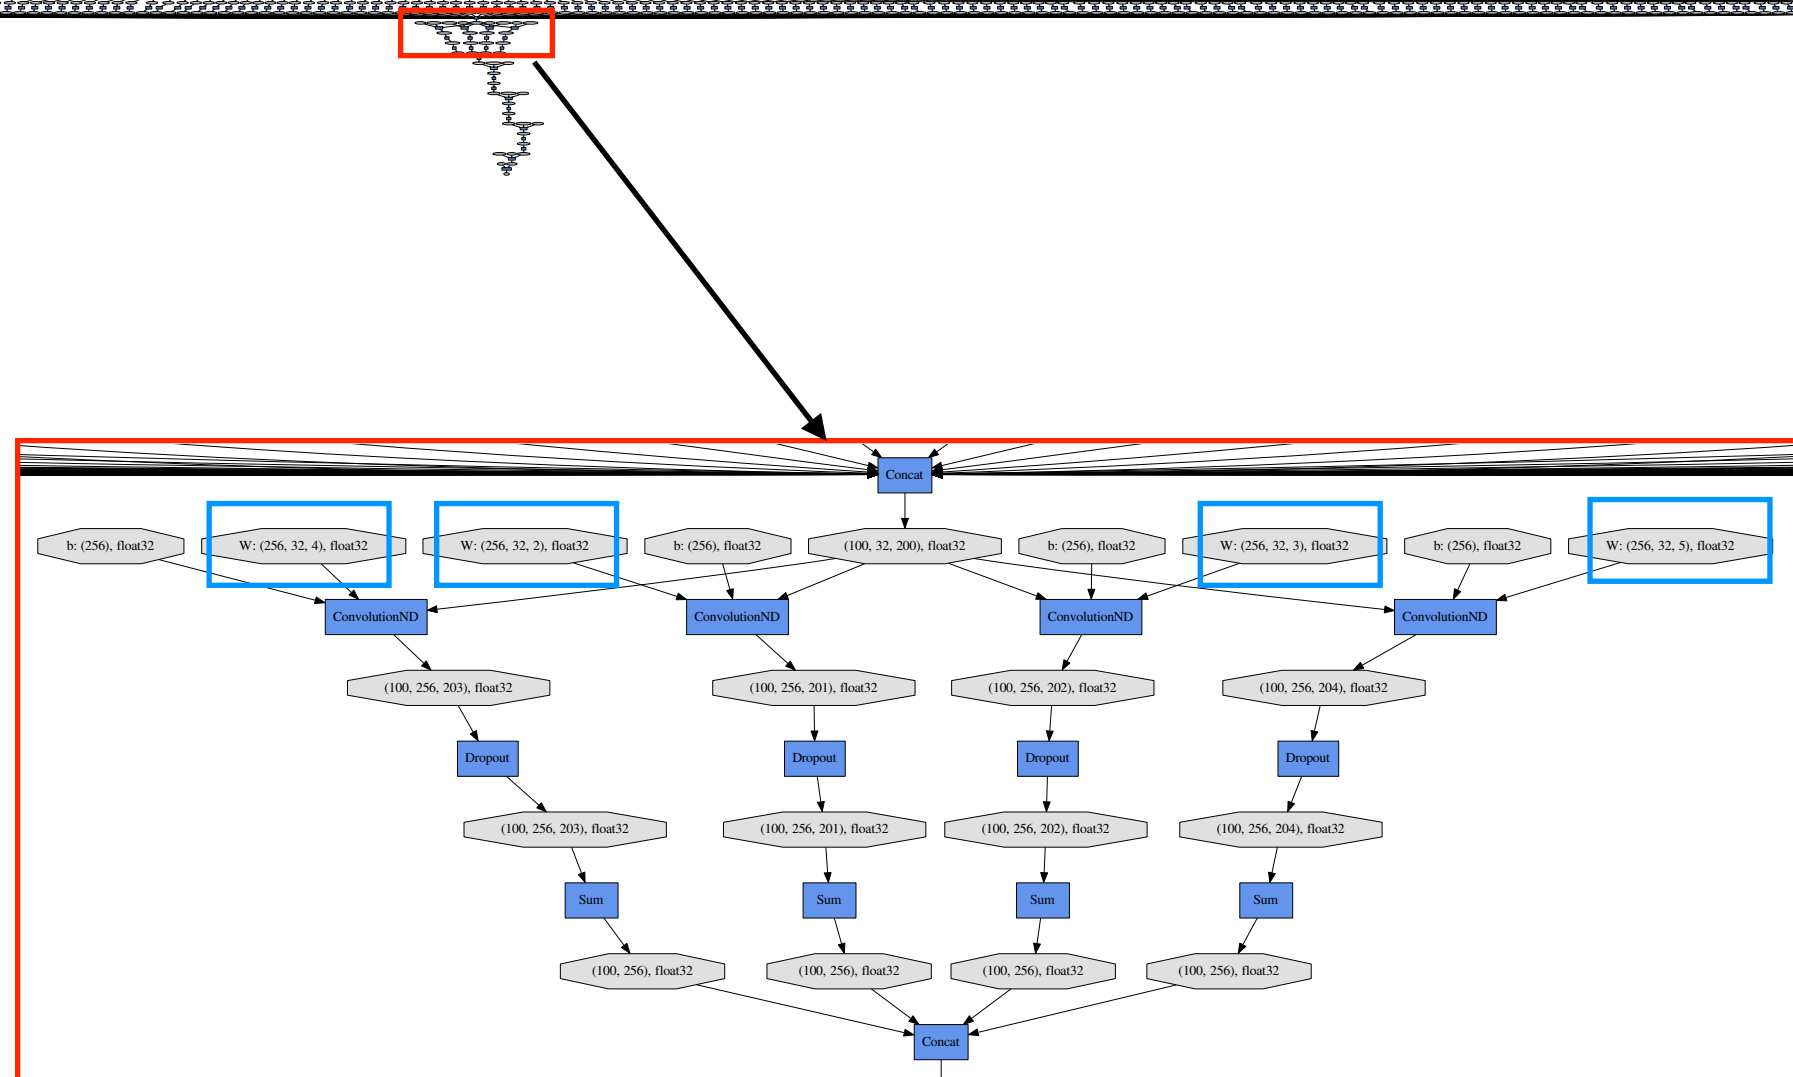 Concat
b: (256), float32
W: (256, 32, 4), float32
W: (256, 32, 2), float32
b: (256), float32
(100, 32, 200), float32
b: (256), float32
W: (256, 32, 3), float32
b: (256), float32
W: (256, 32, 5), float32
ConvolutionND
ConvolutionND
ConvolutionND
ConvolutionND
(100, 256, 203), float32
(100, 256, 201), float32
(100, 256, 202), float32
(100, 256, 204), float32
Dropout
Dropout
Dropout
Dropout
(100, 256, 203), float32
(100, 256, 201), float32
(100, 256, 202), float32
(100, 256, 204), float32
Sum
Sum
Sum
Sum
(100, 256), float32
(100, 256), float32
(100, 256), float32
(100, 256), float32
Concat